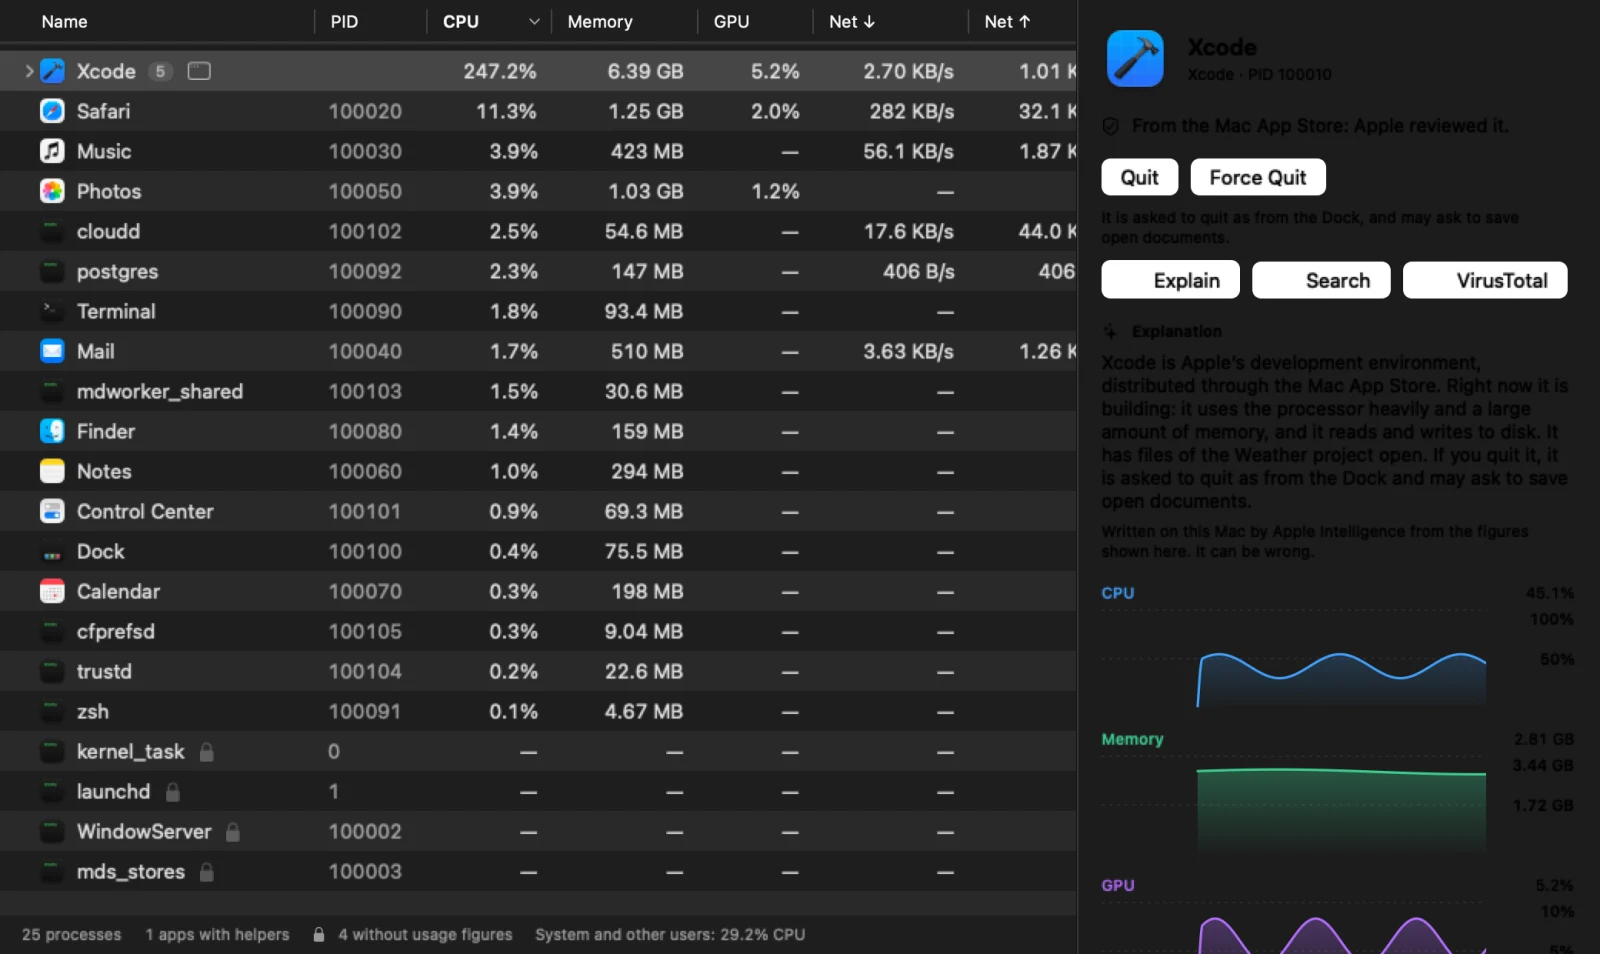 Name PID CPU Memory GPU Net ↓ Net ↑
Xcode 5 247.2% 6.39 GB 5.2% 2.70 KB/s 1.01 K
Safari 100020 11.3% 1.25 GB 2.0% 282 KB/s 32.1 K
Music 100030 3.9% 423 MB — 56.1 KB/s 1.87 K
Photos 100050 3.9% 1.03 GB 1.2% —
cloudd 100102 2.5% 54.6 MB — 17.6 KB/s 44.0 K
postgres 100092 2.3% 147 MB — 406 B/s 406
Terminal 100090 1.8% 93.4 MB — —
Mail 100040 1.7% 510 MB — 3.63 KB/s 1.26 K
mdworker_shared 100103 1.5% 30.6 MB — —
Finder 100080 1.4% 159 MB — —
Notes 100060 1.0% 294 MB — —
Control Center 100101 0.9% 69.3 MB — —
Dock 100100 0.4% 75.5 MB — —
Calendar 100070 0.3% 198 MB — —
cfprefsd 100105 0.3% 9.04 MB — —
trustd 100104 0.2% 22.6 MB — —
zsh 100091 0.1% 4.67 MB — —
kernel_task 0 — — — —
launchd 1 — — — —
WindowServer 100002 — — — —
mds_stores 100003 — — — —
25 processes 1 apps with helpers 4 without usage figures System and other users: 29.2% CPU
Xcode
Xcode · PID 100010
From the Mac App Store: Apple reviewed it.
Quit Force Quit
It is asked to quit as from the Dock, and may ask to save
open documents.
Explain Search VirusTotal
Explanation
Xcode is Apple's development environment,
distributed through the Mac App Store. Right now it is
building: it uses the processor heavily and a large
amount of memory, and it reads and writes to disk. It
has files of the Weather project open. If you quit it, it
is asked to quit as from the Dock and may ask to save
open documents.
Written on this Mac by Apple Intelligence from the figures
shown here. It can be wrong.
CPU 45.1%
100%
50%
Memory 2.81 GB
3.44 GB
1.72 GB
GPU 5.2%
10%
5%